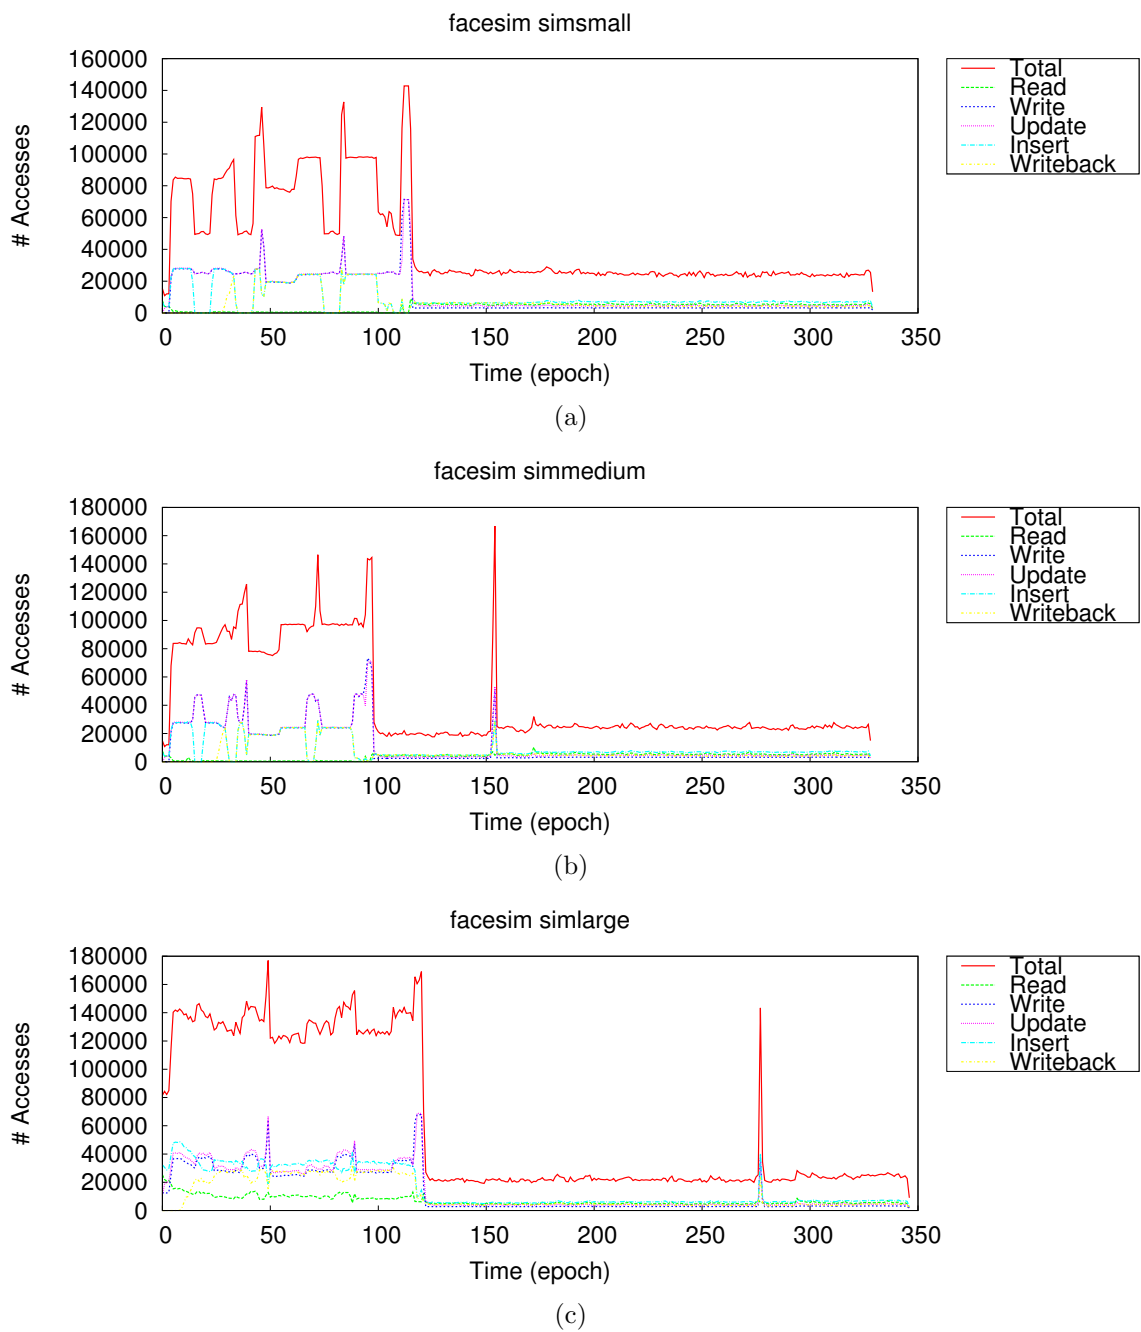 facesim simsmall
160000
140000
120000
100000
80000
60000
40000
20000
0
# Accesses
0 50 100 150 200 250 300 350
Time (epoch)
Total
Read
Write
Update
Insert
Writeback
(a)
facesim simmedium
180000
160000
140000
120000
100000
80000
60000
40000
20000
0
# Accesses
0 50 100 150 200 250 300 350
Time (epoch)
Total
Read
Write
Update
Insert
Writeback
(b)
facesim simlarge
180000
160000
140000
120000
100000
80000
60000
40000
20000
0
# Accesses
0 50 100 150 200 250 300 350
Time (epoch)
Total
Read
Write
Update
Insert
Writeback
(c)